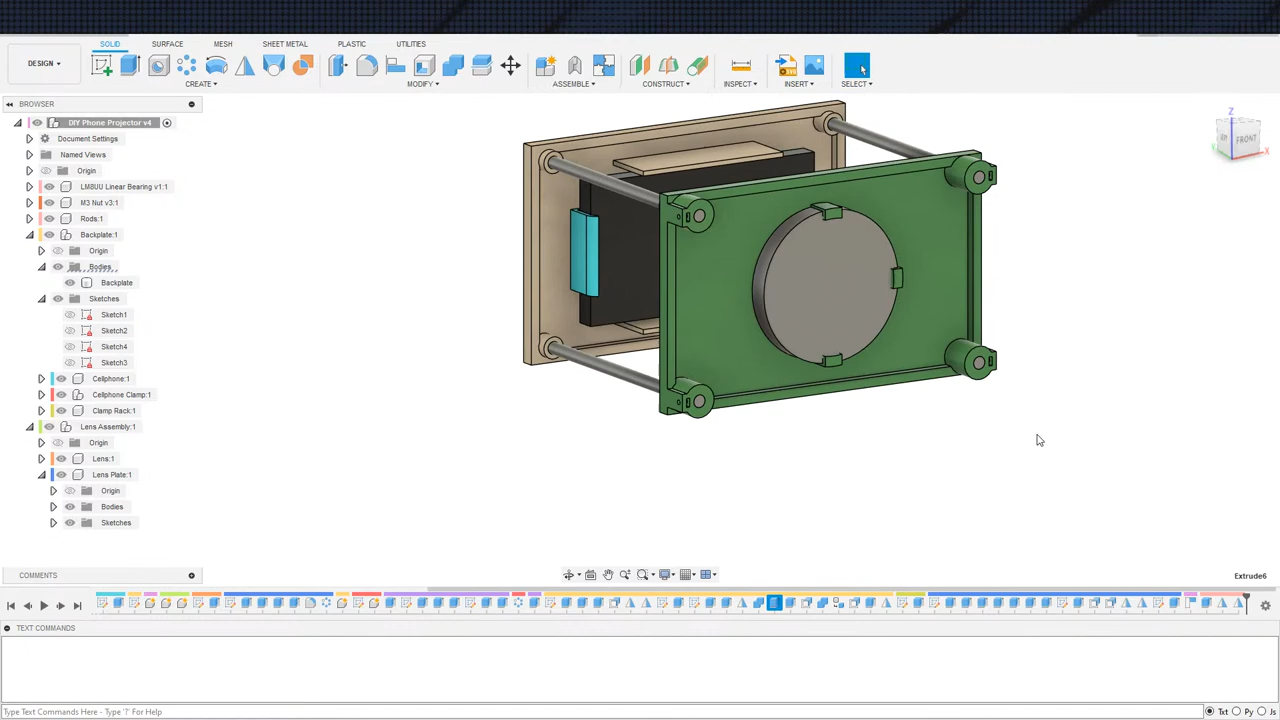 SOLID SURFACE MESH SHEET METAL PLASTIC UTILITIES
DESIGN
CREATE MODIFY ASSEMBLE CONSTRUCT INSPECT INSERT SELECT
BROWSER
DIY Phone Projector v4
Document Settings
Named Views
Origin
LM8UU Linear Bearing v1:1
M3 Nut v3:1
Rods:1
Backplate:1
Origin
Bodies
Backplate
Sketches
Sketch1
Sketch2
Sketch4
Sketch3
Cellphone:1
Cellphone Clamp:1
Clamp Rack:1
Lens Assembly:1
Origin
Lens:1
Lens Plate:1
Origin
Bodies
Sketches
Z
FRONT
X
COMMENTS
Extrude6
TEXT COMMANDS
Type Text Commands Here - Type '?' For Help
Txt Py Js